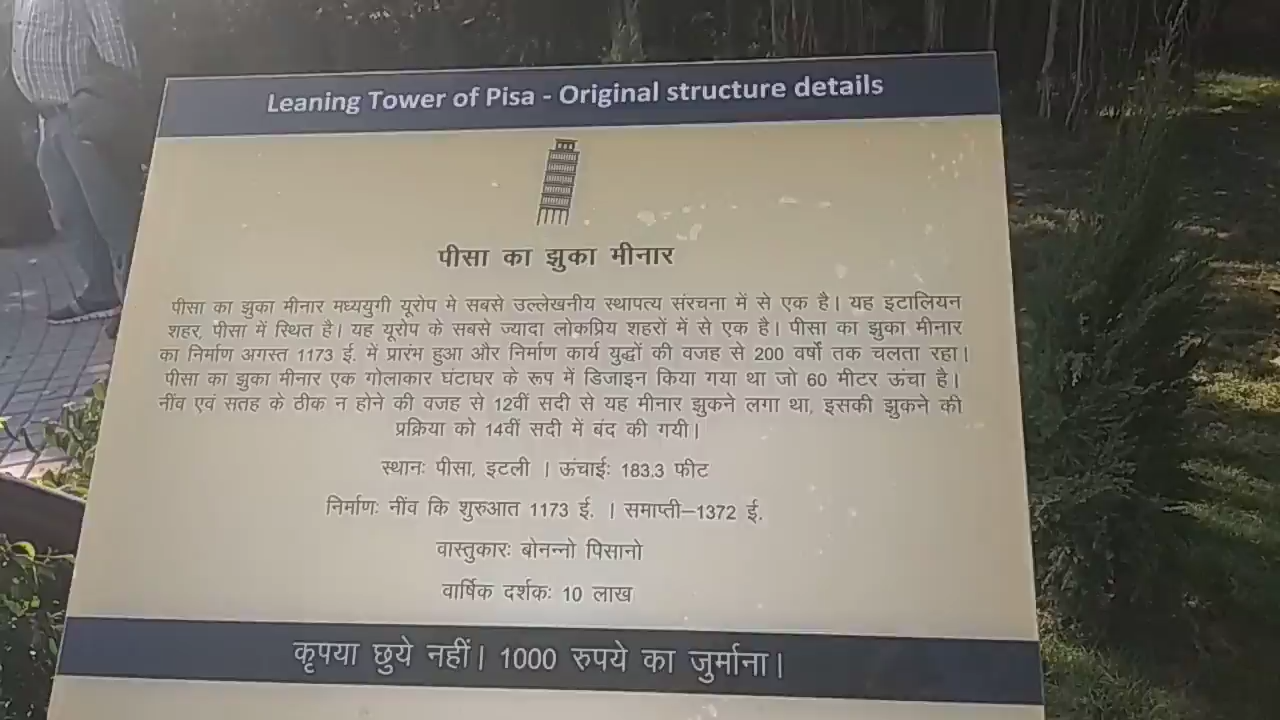 Leaning Tower of Pisa - Original structure details
पीसा का झुका मीनार
पीसा का झुका मीनार मध्ययुगी यूरोप मे सबसे उल्लेखनीय स्थापत्य संरचना में से एक है। यह इटालियन
शहर, पीसा में स्थित है। यह यूरोप के सबसे ज्यादा लोकप्रिय शहरों में से एक है। पीसा का झुका मीनार
का निर्माण अगस्त 1173 ई. में प्रारंभ हुआ और निर्माण कार्य युद्धों की वजह से 200 वर्षों तक चलता रहा।
पीसा का झुका मीनार एक गोलाकार घंटाघर के रूप में डिजाइन किया गया था जो 60 मीटर ऊंचा है।
नींव एवं सतह के ठीक न होने की वजह से 12वीं सदी से यह मीनार झुकने लगा था, इसकी झुकने की
प्रक्रिया को 14वीं सदी में बंद की गयी।
स्थानः पीसा, इटली । ऊंचाईः 183.3 फीट
निर्माणः नींव कि शुरुआत 1173 ई. । समाप्ती–1372 ई.
वास्तुकारः बोनन्नो पिसानो
वार्षिक दर्शकः 10 लाख
कृपया छुये नहीं। 1000 रुपये का जुर्माना।